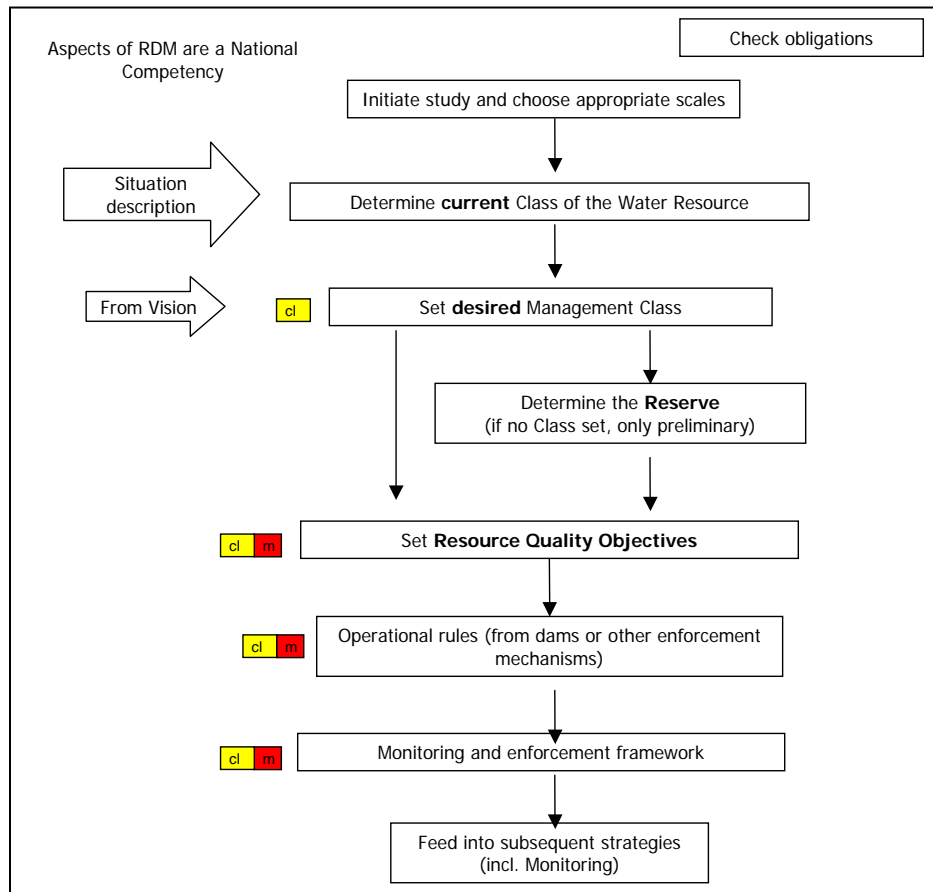 Aspects of RDM are a National
Competency
Check obligations
Initiate study and choose appropriate scales
Situation
description
Determine current Class of the Water Resource
From Vision
cl
Set desired Management Class
Determine the Reserve
(if no Class set, only preliminary)
cl m
Set Resource Quality Objectives
cl m
Operational rules (from dams or other enforcement
mechanisms)
cl m
Monitoring and enforcement framework
Feed into subsequent strategies
(incl. Monitoring)